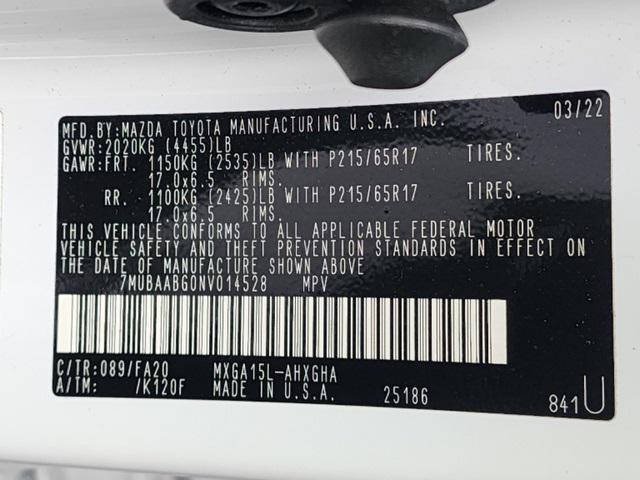 MFD.BY:MAZDA TOYOTA MANUFACTURING U.S.A. INC. 03/22
GVWR:2020KG (4455)LB
GAWR:FRT. 1150KG (2535)LB WITH P215/65R17 TIRES.
17.0x6.5 RIMS.
RR. 1100KG (2425)LB WITH P215/65R17 TIRES.
17.0x6.5 RIMS.
THIS VEHICLE CONFORMS TO ALL APPLICABLE FEDERAL MOTOR
VEHICLE SAFETY AND THEFT PREVENTION STANDARDS IN EFFECT ON
THE DATE OF MANUFACTURE SHOWN ABOVE
7MUBAABG0NV014528 MPV
C/TR:089/FA20 MXGA15L-AHXGHA
A/TM: /K120F MADE IN U.S.A. 25186 841U